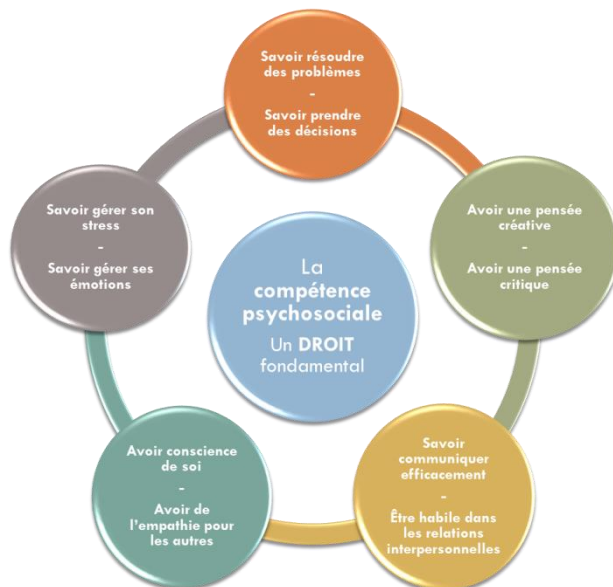 Savoir résoudre
des problèmes
-
Savoir prendre
des décisions
Avoir une pensée
créative
-
Avoir une pensée
critique
Savoir
communiquer
efficacement
-
Être habile dans
les relations
interpersonnelles
Avoir conscience
de soi
-
Avoir de
l'empathie pour
les autres
Savoir gérer son
stress
-
Savoir gérer ses
émotions
La
compétence
psychosociale
Un DROIT
fondamental